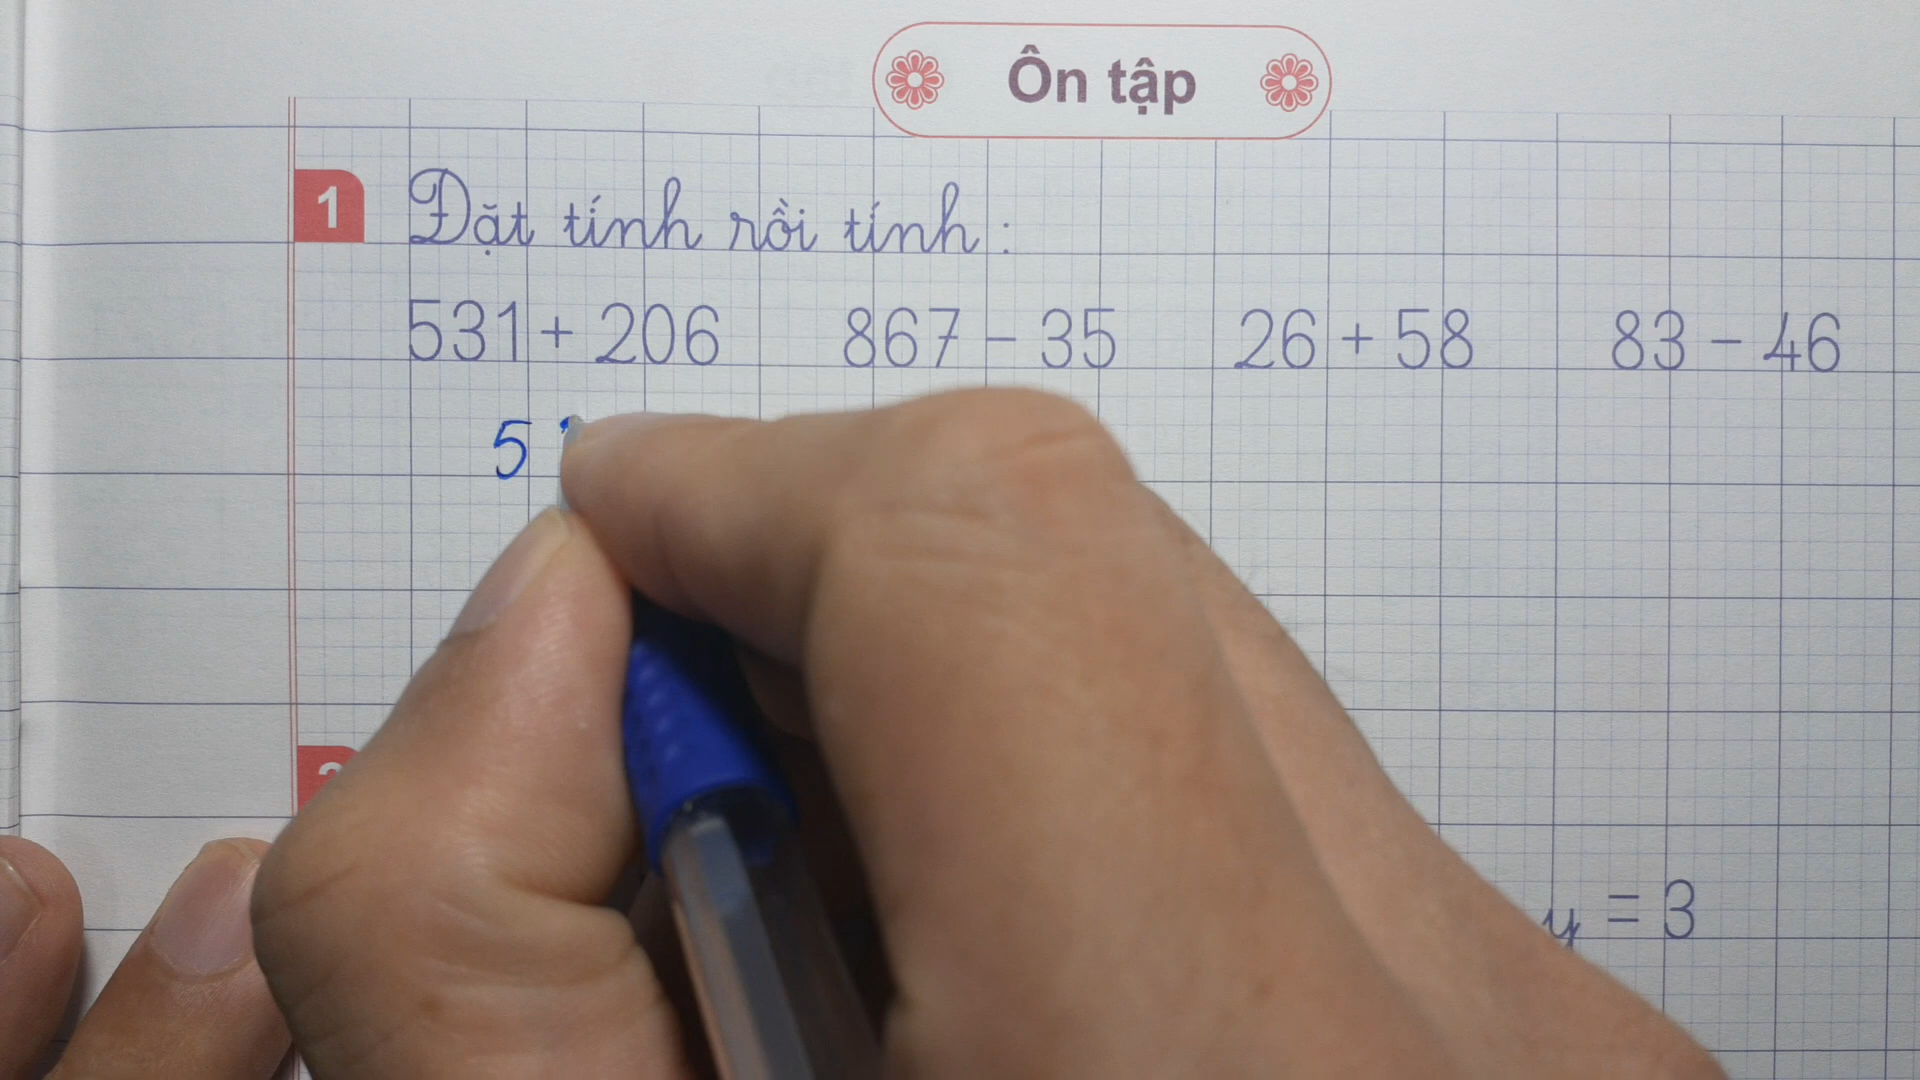 Ôn tập
1 Đặt tính rồi tính:
531 + 206 867 - 35 26 + 58 83 - 46
5
y = 3